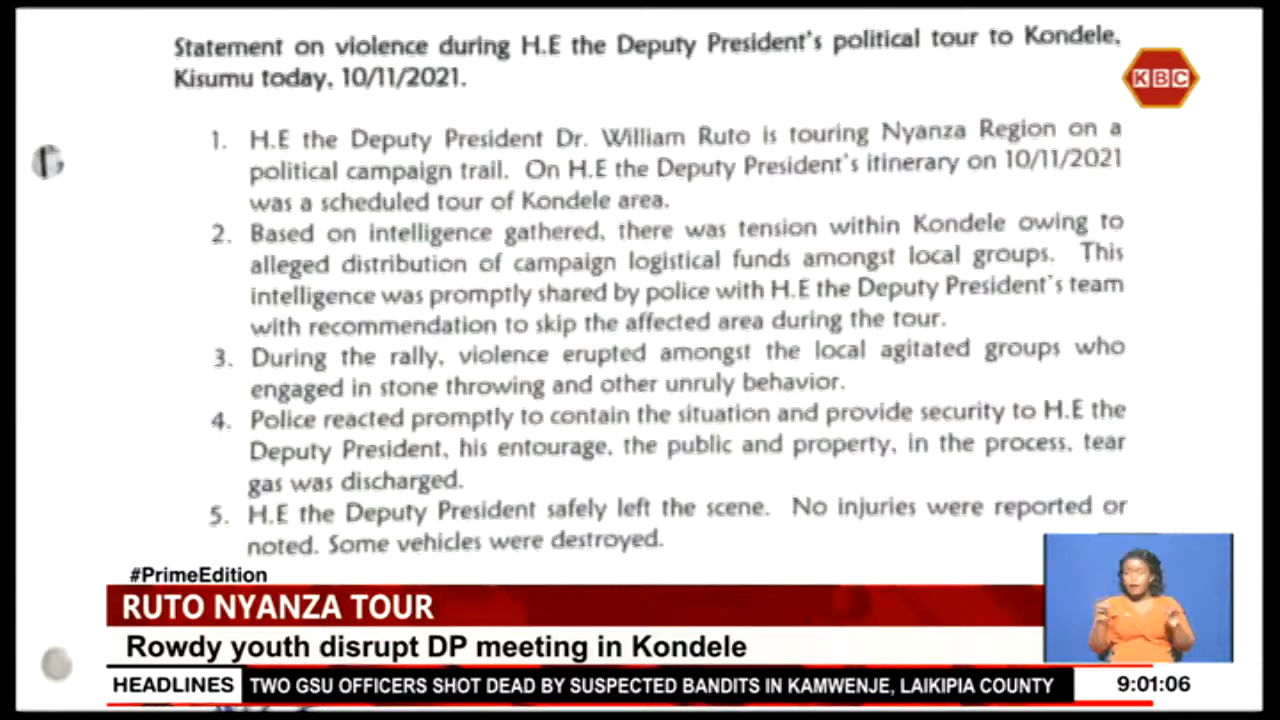 Statement on violence during H.E the Deputy President's political tour to Kondele,
Kisumu today, 10/11/2021.
KBC
1. H.E the Deputy President Dr. William Ruto is touring Nyanza Region on a
political campaign trail. On H.E the Deputy President's itinerary on 10/11/2021
was a scheduled tour of Kondele area.
2. Based on intelligence gathered, there was tension within Kondele owing to
alleged distribution of campaign logistical funds amongst local groups. This
intelligence was promptly shared by police with H.E the Deputy President's team
with recommendation to skip the affected area during the tour.
3. During the rally, violence erupted amongst the local agitated groups who
engaged in stone throwing and other unruly behavior.
4. Police reacted promptly to contain the situation and provide security to H.E the
Deputy President, his entourage, the public and property, in the process, tear
gas was discharged.
5. H.E the Deputy President safely left the scene. No injuries were reported or
noted. Some vehicles were destroyed.
#PrimeEdition
RUTO NYANZA TOUR
Rowdy youth disrupt DP meeting in Kondele
HEADLINES TWO GSU OFFICERS SHOT DEAD BY SUSPECTED BANDITS IN KAMWENJE, LAIKIPIA COUNTY 9:01:06